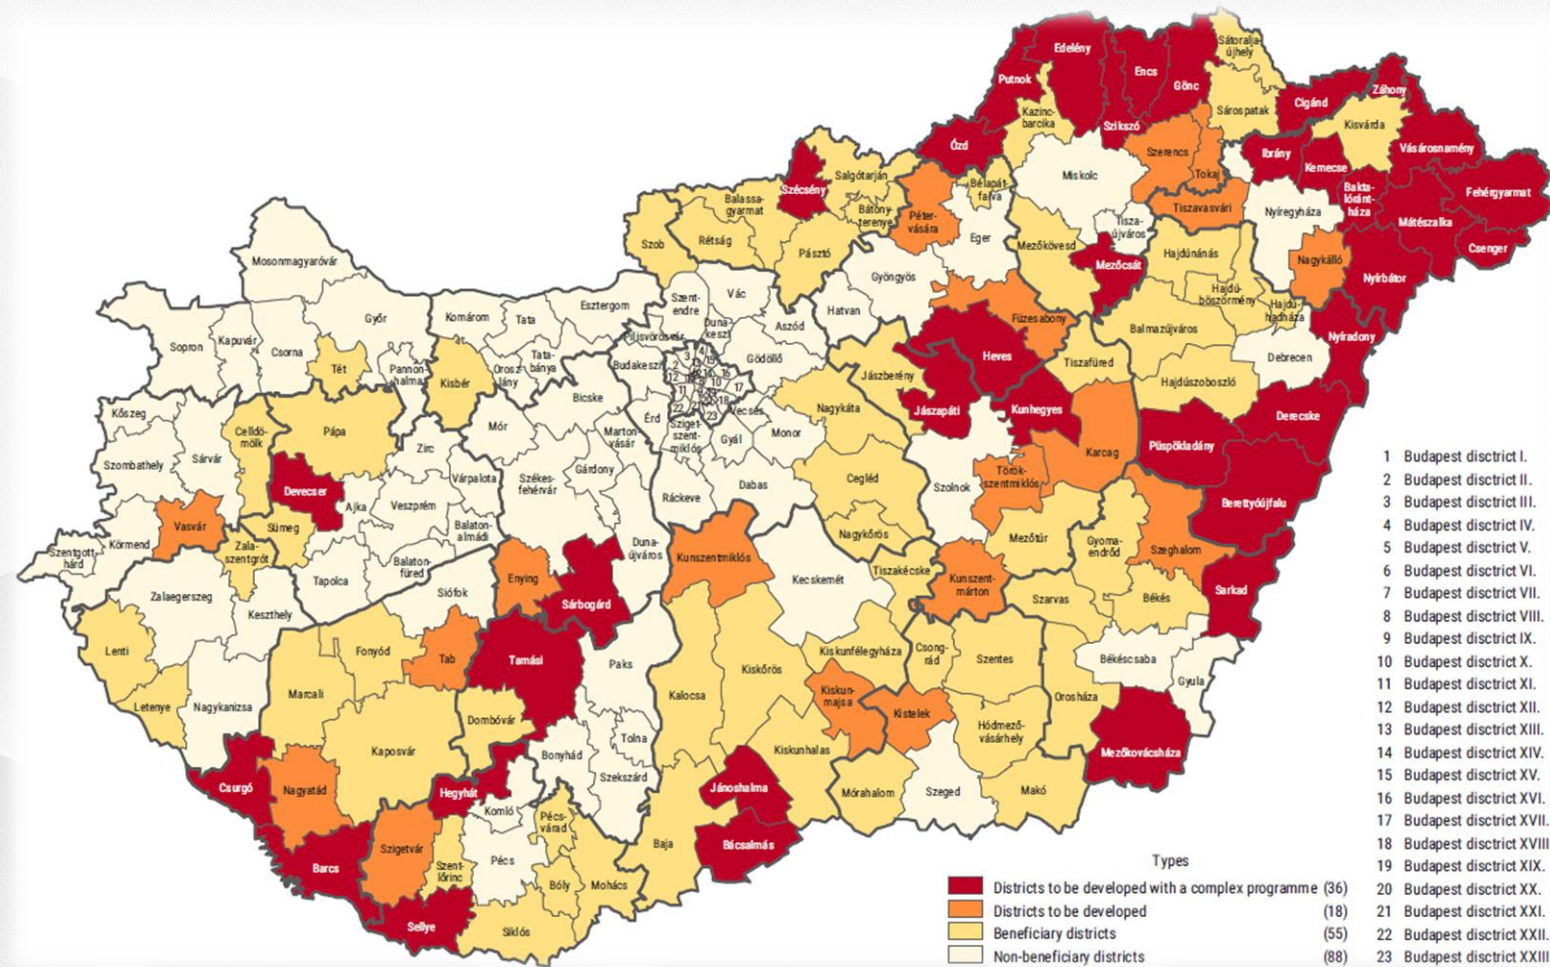 Edelény
Sátoralja-
újhely
Putnok
Encs
Gönc
Cigánd
Záhony
Kazinc-
barcika
Sárospatak
Kisvárda
Szikszó
Ózd
Szerencs
Ibrány
Vásárosnamény
Miskolc
Kemecse
Tokaj
Szécsény
Salgótarján
Bélapát-
falva
Bakta-
lóránt-
háza
Fehérgyarmat
Balassa-
gyarmat
Bátony-
terenye
Péter-
vására
Tiszavasvári
Nyíregyháza
Mátészalka
Tisza-
újváros
Szob
Rétság
Pásztó
Eger
Mezőkövesd
Csenger
Mezőcsát
Hajdúnánás
Nagykálló
Mosonmagyaróvár
Gyöngyös
Nyírbátor
Hajdú-
böszörmény
Hajdú-
hadháza
Vác
Szent-
endre
Esztergom
Hatvan
Győr
Komárom
Tata
Füzesabony
Balmazújváros
Aszód
Duna-
keszi
Nyíradony
Kapuvár
Sopron
Csorna
Pilisvörösvár
Tata-
bánya
Gödöllő
Heves
Debrecen
Tét
Pannon-
halma
Kisbér
Orosz-
lány
Budakeszi
Tiszafüred
Jászberény
Hajdúszoboszló
Bicske
Nagykáta
Jászapáti
Kunhegyes
Kőszeg
Derecske
Érd
Vecsés
Celldö-
mölk
Pápa
Mór
Marton-
vásár
Sziget-
szent-
miklós
Gyál
Monor
Püspökladány
Zirc
Karcag
Szombathely
Sárvár
Gárdony
Török-
szentmiklós
Várpalota
Székes-
fehérvár
Cegléd
Dabas
Szolnok
Devecser
Ráckeve
Ajka
Veszprém
Berettyóújfalu
Vasvár
Sümeg
Balaton-
almádi
Nagykőrös
Mezőtúr
Gyoma-
endrőd
Szentgott-
hárd
Körmend
Zala-
szentgrót
Duna-
újváros
Kunszentmiklós
Szeghalom
Balaton-
füred
Tapolca
Enying
Kecskemét
Tiszakécske
Kunszent-
márton
Zalaegerszeg
Siófok
Sárbogárd
Szarvas
Békés
Sarkad
Keszthely
Lenti
Fonyód
Tab
Tamási
Paks
Kiskőrös
Kiskunfélegyháza
Csong-
rád
Szentes
Békéscsaba
Gyula
Marcali
Kalocsa
Kiskun-
majsa
Orosháza
Letenye
Nagykanizsa
Dombóvár
Kistelek
Hódmező-
vásárhely
Kaposvár
Tolna
Kiskunhalas
Mezőkovácsháza
Bonyhád
Szekszárd
Csurgó
Nagyatád
Hegyhát
Jánoshalma
Mórahalom
Szeged
Makó
Komló
Pécs-
várad
Baja
Bácsalmás
Szigetvár
Barcs
Szent-
lőrinc
Pécs
Bóly
Mohács
Sellye
Siklós
Types
Districts to be developed with a complex programme (36)
Districts to be developed (18)
Beneficiary districts (55)
Non-beneficiary districts (88)
1 Budapest disctrict I.
2 Budapest disctrict II.
3 Budapest disctrict III.
4 Budapest disctrict IV.
5 Budapest disctrict V.
6 Budapest disctrict VI.
7 Budapest disctrict VII.
8 Budapest disctrict VIII.
9 Budapest disctrict IX.
10 Budapest disctrict X.
11 Budapest disctrict XI.
12 Budapest disctrict XII.
13 Budapest disctrict XIII.
14 Budapest disctrict XIV.
15 Budapest disctrict XV.
16 Budapest disctrict XVI.
17 Budapest disctrict XVII.
18 Budapest disctrict XVIII
19 Budapest disctrict XIX.
20 Budapest disctrict XX.
21 Budapest disctrict XXI.
22 Budapest disctrict XXII.
23 Budapest disctrict XXIII